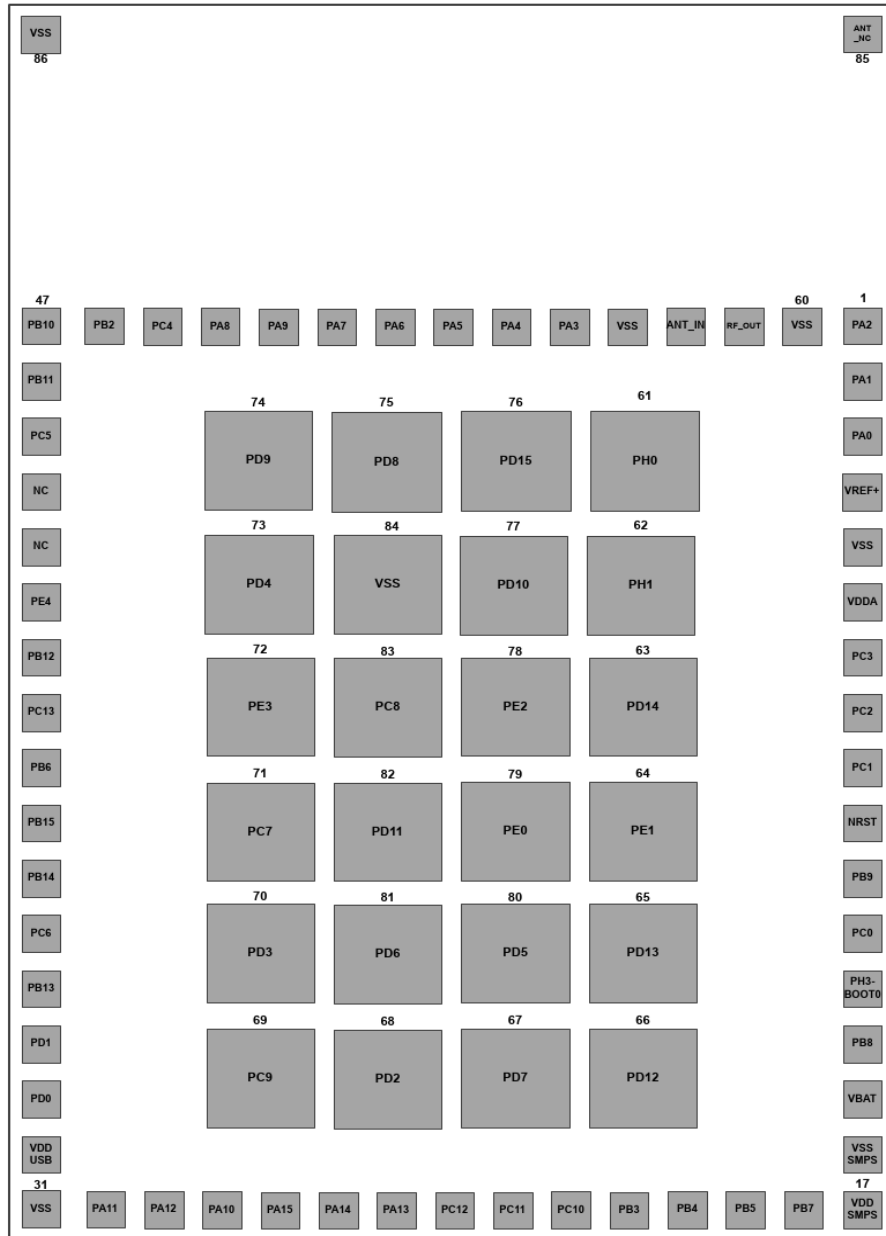 VSS
86
ANT
_NC
85
47
60
1
PB10
PB2
PC4
PA8
PA9
PA7
PA6
PA5
PA4
PA3
VSS
ANT_IN
RF_OUT
VSS
PA2
PB11
PA1
PC5
PA0
NC
VREF+
NC
VSS
PE4
VDDA
PB12
PC3
PC13
PC2
PB6
PC1
PB15
NRST
PB14
PB9
PC6
PC0
PB13
PH3-
BOOT0
PD1
PB8
PD0
VBAT
VDD
USB
VSS
SMPS
74
75
76
61
PD9
PD8
PD15
PH0
73
84
77
62
PD4
VSS
PD10
PH1
72
83
78
63
PE3
PC8
PE2
PD14
71
82
79
64
PC7
PD11
PE0
PE1
70
81
80
65
PD3
PD6
PD5
PD13
69
68
67
66
PC9
PD2
PD7
PD12
31
17
VSS
PA11
PA12
PA10
PA15
PA14
PA13
PC12
PC11
PC10
PB3
PB4
PB5
PB7
VDD
SMPS